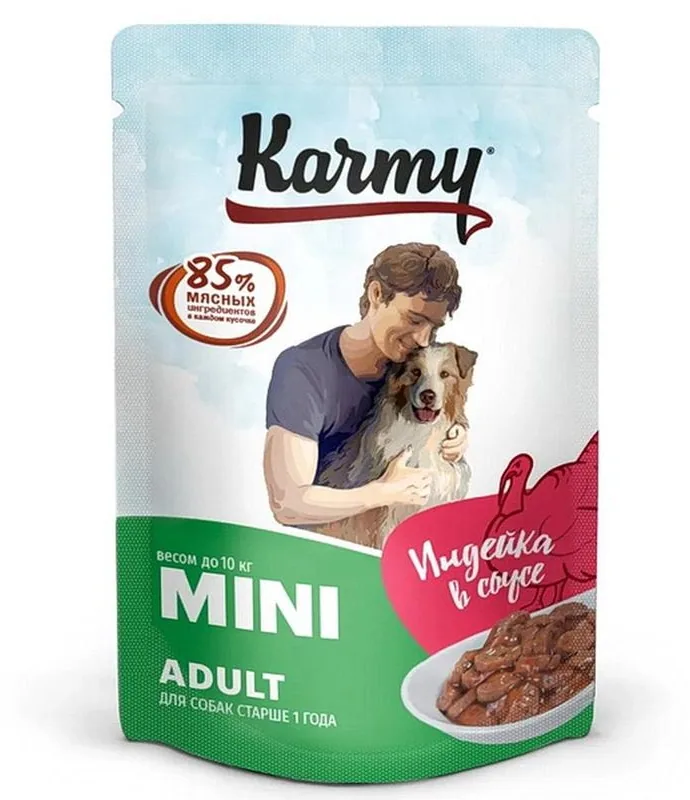 Karmy®
85%
МЯСНЫХ
ингредиентов
в каждом кусочке
Индейка
в соусе
весом до 10 кг
MINI
ADULT
ДЛЯ СОБАК СТАРШЕ 1 ГОДА